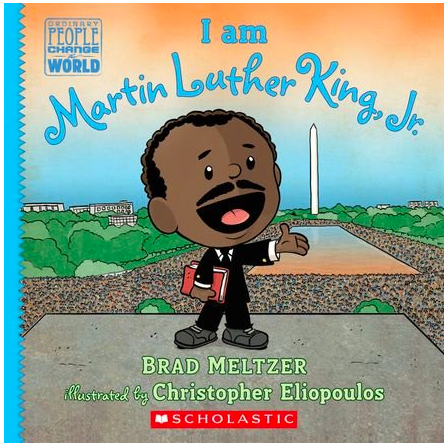 ORDINARY
PEOPLE
CHANGE
the
WORLD
I am
Martin Luther King, Jr.
BRAD MELTZER
illustrated by Christopher Eliopoulos
SCHOLASTIC